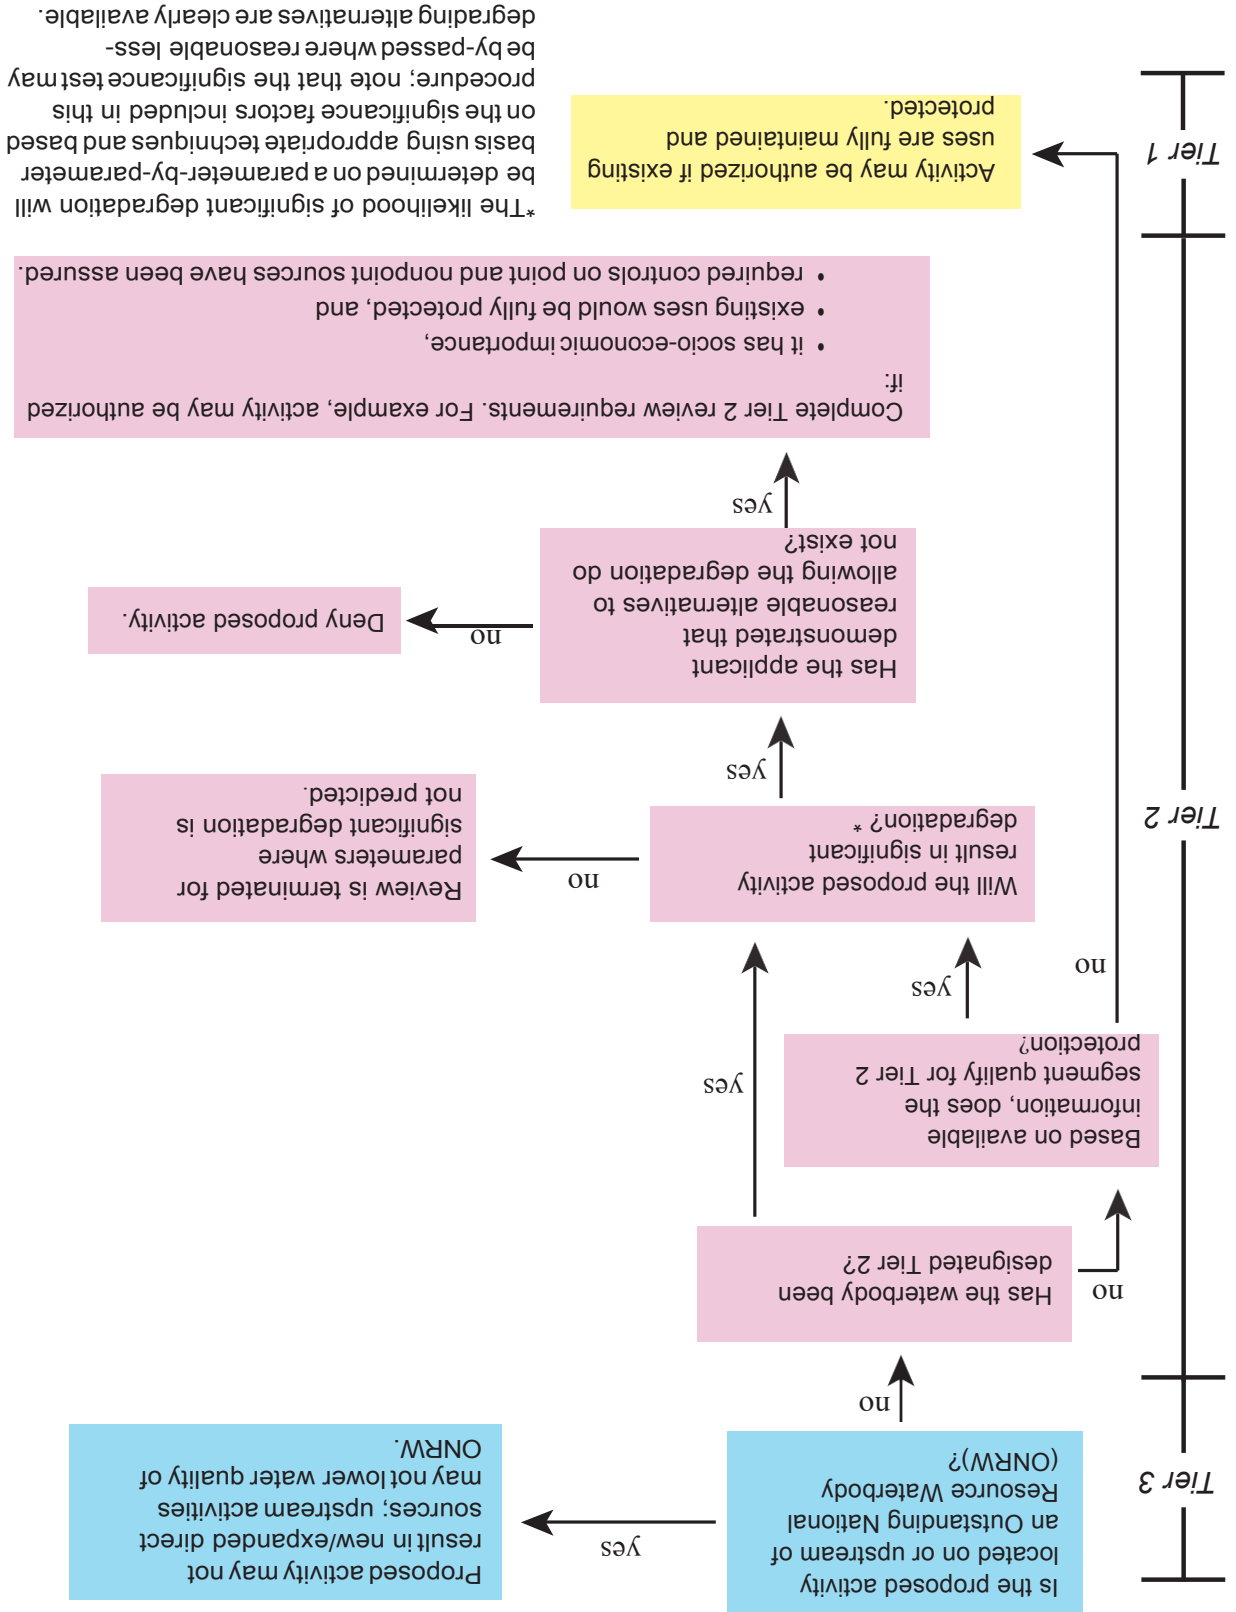 Tier 3
Is the proposed activity
located on or upstream of
an Outstanding National
Resource Waterbody
(ONRW)?
yes
Proposed activity may not
result in new/expanded direct
sources; upstream activities
may not lower water quality of
ONRW.
no
Tier 2
Has the waterbody been
designated Tier 2?
no
yes
Based on available
information, does the
segment qualify for Tier 2
protection?
yes
no
Will the proposed activity
result in significant
degradation? *
no
Review is terminated for
parameters where
significant degradation is
not predicted.
yes
Has the applicant
demonstrated that
reasonable alternatives to
allowing the degradation do
not exist?
no
Deny proposed activity.
yes
Complete Tier 2 review requirements. For example, activity may be authorized
if:
• it has socio-economic importance,
• existing uses would be fully protected, and
• required controls on point and nonpoint sources have been assured.
Tier 1
Activity may be authorized if existing
uses are fully maintained and
protected.
*The likelihood of significant degradation will
be determined on a parameter-by-parameter
basis using appropriate techniques and based
on the significance factors included in this
procedure; note that the significance test may
be by-passed where reasonable less-
degrading alternatives are clearly available.